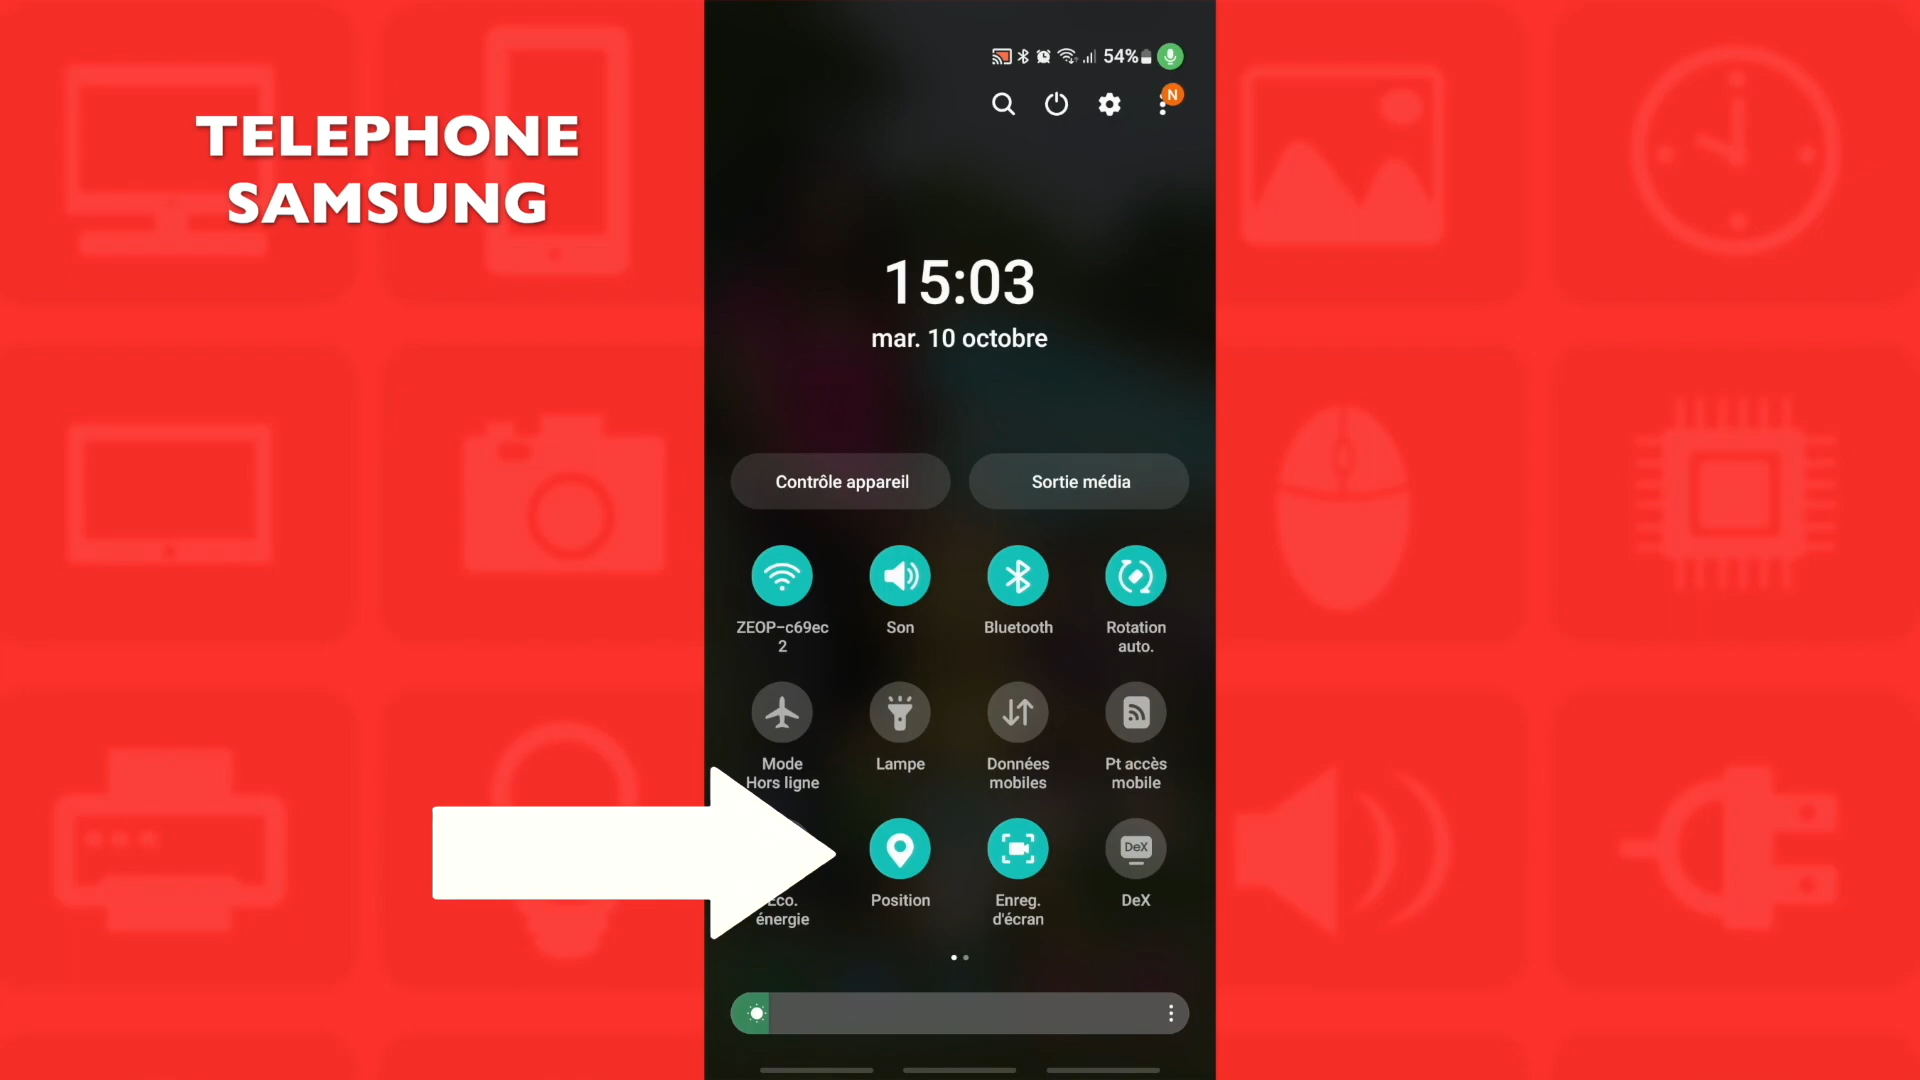 TELEPHONE
SAMSUNG
54%
N
15:03
mar. 10 octobre
Contrôle appareil
Sortie média
ZEOP-c69ec
2
Son
Bluetooth
Rotation
auto.
Mode
Hors ligne
Lampe
Données
mobiles
Pt accès
mobile
Éco.
énergie
Position
Enreg.
d'écran
DeX
DeX